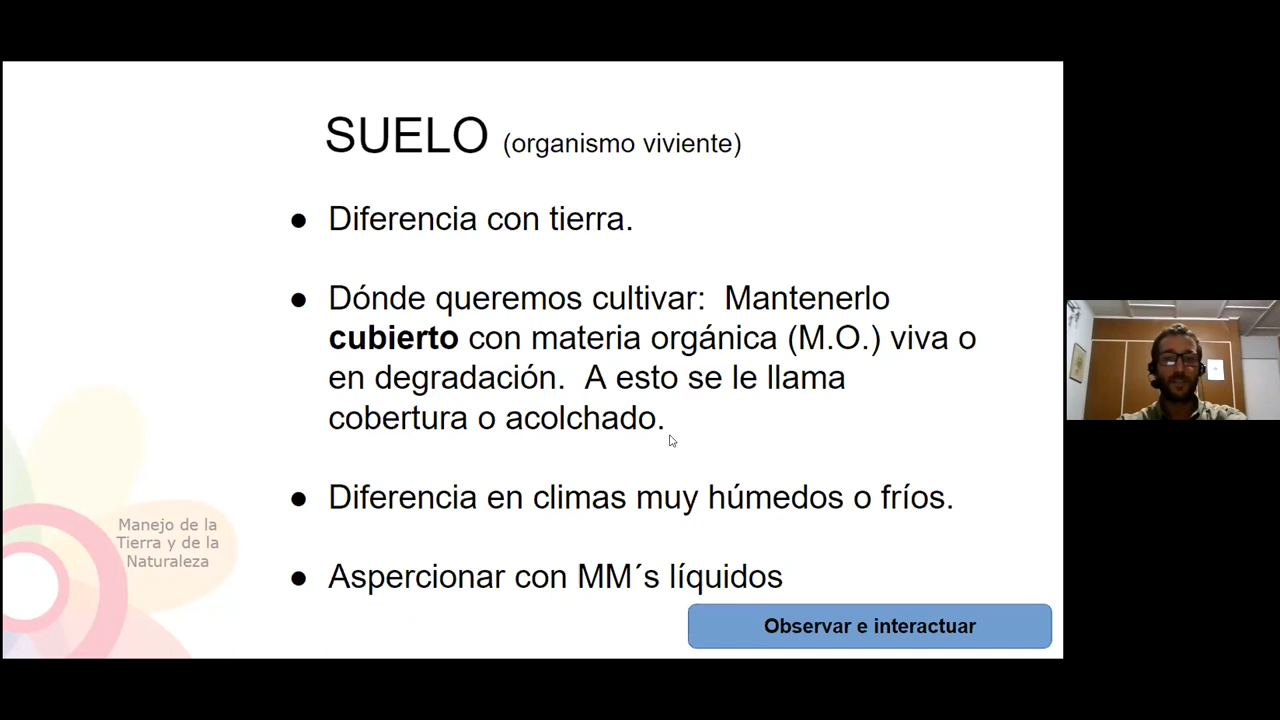 SUELO (organismo viviente)
● Diferencia con tierra.
● Dónde queremos cultivar: Mantenerlo
cubierto con materia orgánica (M.O.) viva o
en degradación. A esto se le llama
cobertura o acolchado.
● Diferencia en climas muy húmedos o fríos.
Manejo de la
Tierra y de la
Naturaleza
● Aspercionar con MM´s líquidos
Observar e interactuar